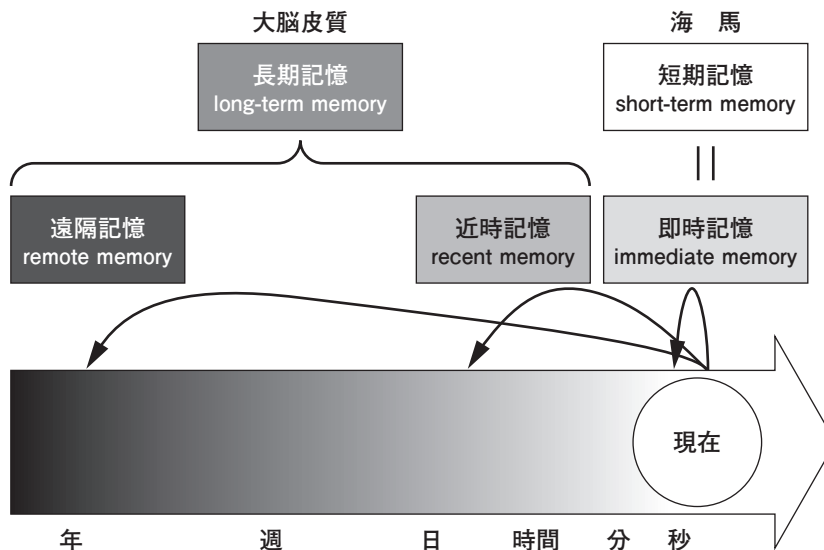 大脳皮質
海 馬
長期記憶
long-term memory
短期記憶
short-term memory
遠隔記憶
remote memory
近時記憶
recent memory
即時記憶
immediate memory
現在
年 週 日 時間 分 秒